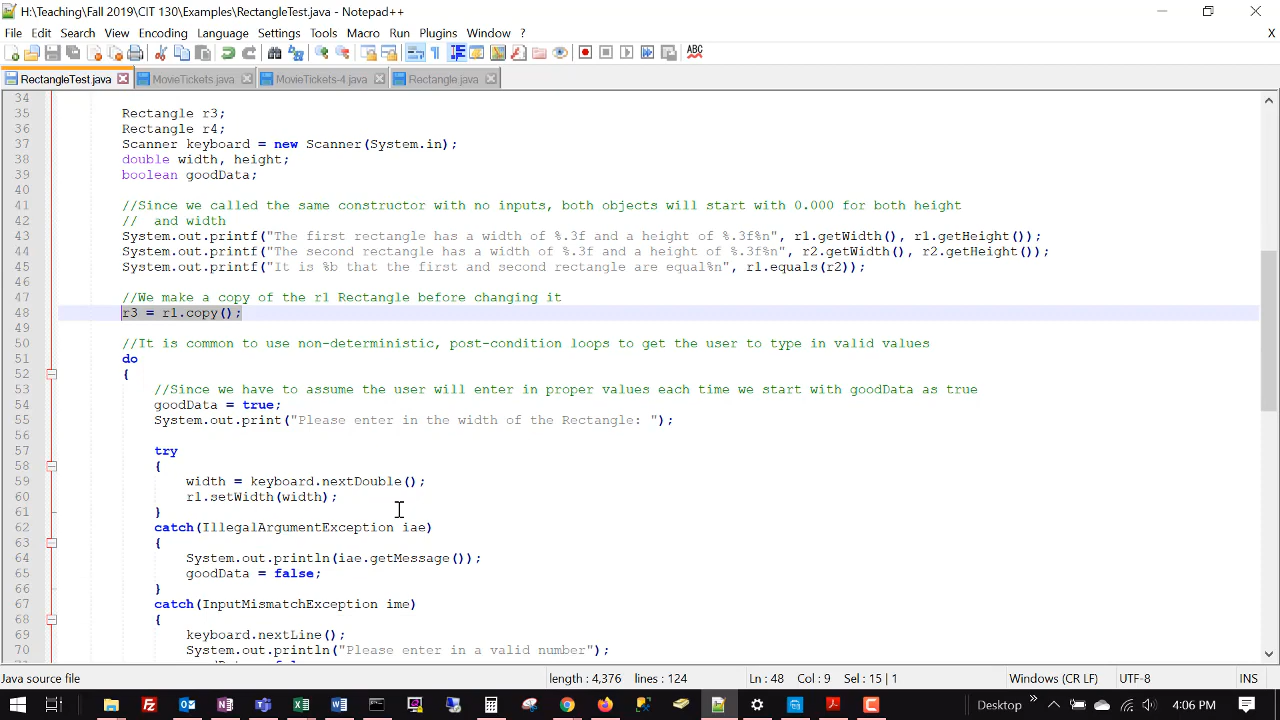 H:\Teaching\Fall 2019\CIT 130\Examples\RectangleTest.java - Notepad++
File Edit Search View Encoding Language Settings Tools Macro Run Plugins Window ? X
RectangleTest.java MovieTickets.java MovieTickets-4.java Rectangle.java
34
35 Rectangle r3;
36 Rectangle r4;
37 Scanner keyboard = new Scanner(System.in);
38 double width, height;
39 boolean goodData;
40
41 //Since we called the same constructor with no inputs, both objects will start with 0.000 for both height
42 //  and width
43 System.out.printf("The first rectangle has a width of %.3f and a height of %.3f%n", r1.getWidth(), r1.getHeight());
44 System.out.printf("The second rectangle has a width of %.3f and a height of %.3f%n", r2.getWidth(), r2.getHeight());
45 System.out.printf("It is %b that the first and second rectangle are equal%n", r1.equals(r2));
46
47 //We make a copy of the r1 Rectangle before changing it
48 r3 = r1.copy();
49
50 //It is common to use non-deterministic, post-condition loops to get the user to type in valid values
51 do
52 {
53 //Since we have to assume the user will enter in proper values each time we start with goodData as true
54 goodData = true;
55 System.out.print("Please enter in the width of the Rectangle: ");
56
57 try
58 {
59 width = keyboard.nextDouble();
60 r1.setWidth(width);
61 }
62 catch(IllegalArgumentException iae)
63 {
64 System.out.println(iae.getMessage());
65 goodData = false;
66 }
67 catch(InputMismatchException ime)
68 {
69 keyboard.nextLine();
70 System.out.println("Please enter in a valid number");
Java source file length : 4,376 lines : 124 Ln : 48 Col : 9 Sel : 15 | 1 Windows (CR LF) UTF-8 INS
Desktop 4:06 PM